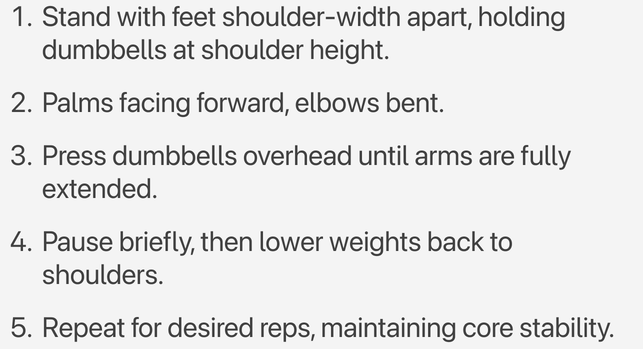 1. Stand with feet shoulder-width apart, holding
dumbbells at shoulder height.
2. Palms facing forward, elbows bent.
3. Press dumbbells overhead until arms are fully
extended.
4. Pause briefly, then lower weights back to
shoulders.
5. Repeat for desired reps, maintaining core stability.